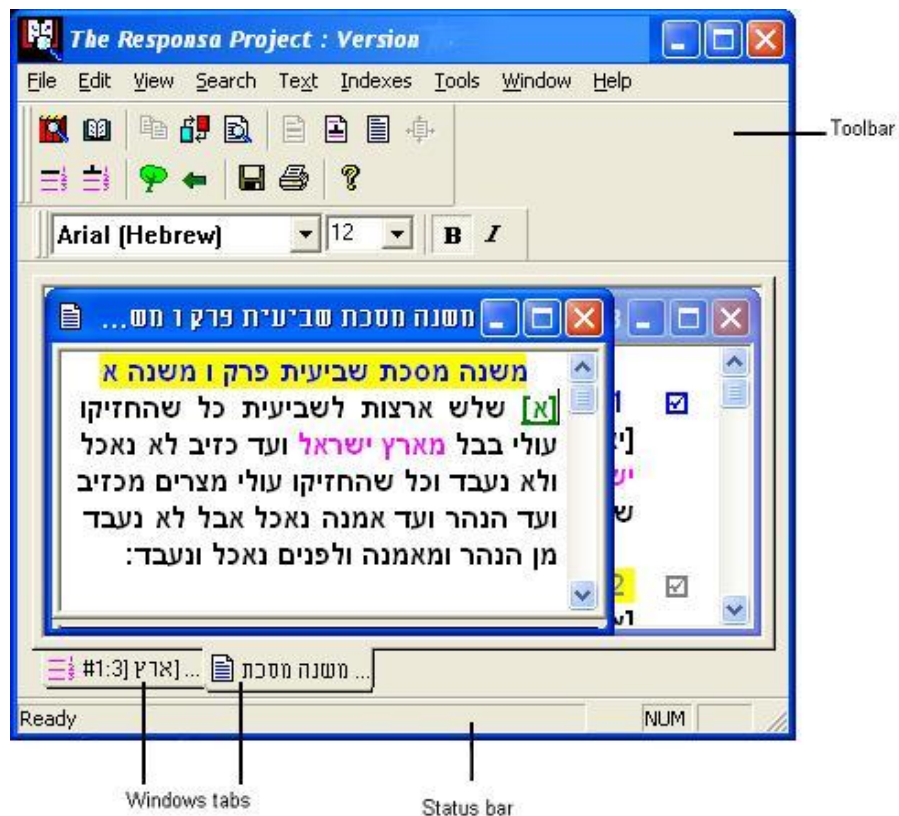 The Responsa Project : Version
File Edit View Search Text Indexes Tools Window Help
Toolbar
Arial (Hebrew) 12 B I
משנה מסכת שביעית פרק ו מש...
משנה מסכת שביעית פרק ו משנה א
[א] שלש ארצות לשביעית כל שהחזיקו
עולי בבל מארץ ישראל ועד כזיב לא נאכל
ולא נעבד וכל שהחזיקו עולי מצרים מכזיב
ועד הנהר ועד אמנה נאכל אבל לא נעבד
מן הנהר ומאמנה ולפנים נאכל ונעבד:
1
2
#1:3] ארץ]...
משנה מסכת ...
Ready NUM
Windows tabs
Status bar